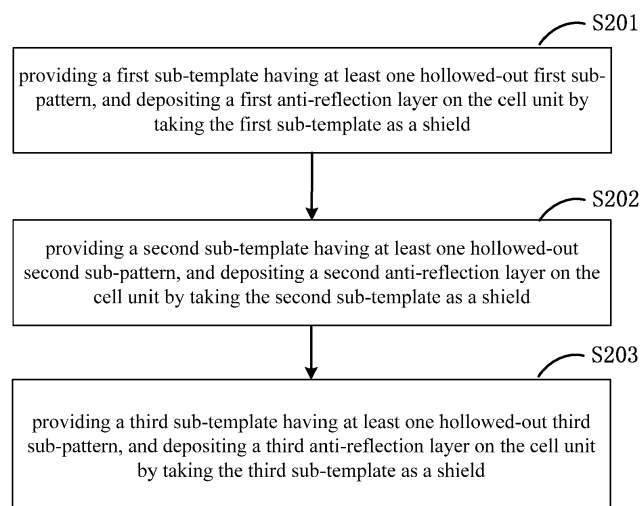 S201
providing a first sub-template having at least one hollowed-out first sub-
pattern, and depositing a first anti-reflection layer on the cell unit by
taking the first sub-template as a shield
S202
providing a second sub-template having at least one hollowed-out
second sub-pattern, and depositing a second anti-reflection layer on the
cell unit by taking the second sub-template as a shield
S203
providing a third sub-template having at least one hollowed-out third
sub-pattern, and depositing a third anti-reflection layer on the cell unit
by taking the third sub-template as a shield